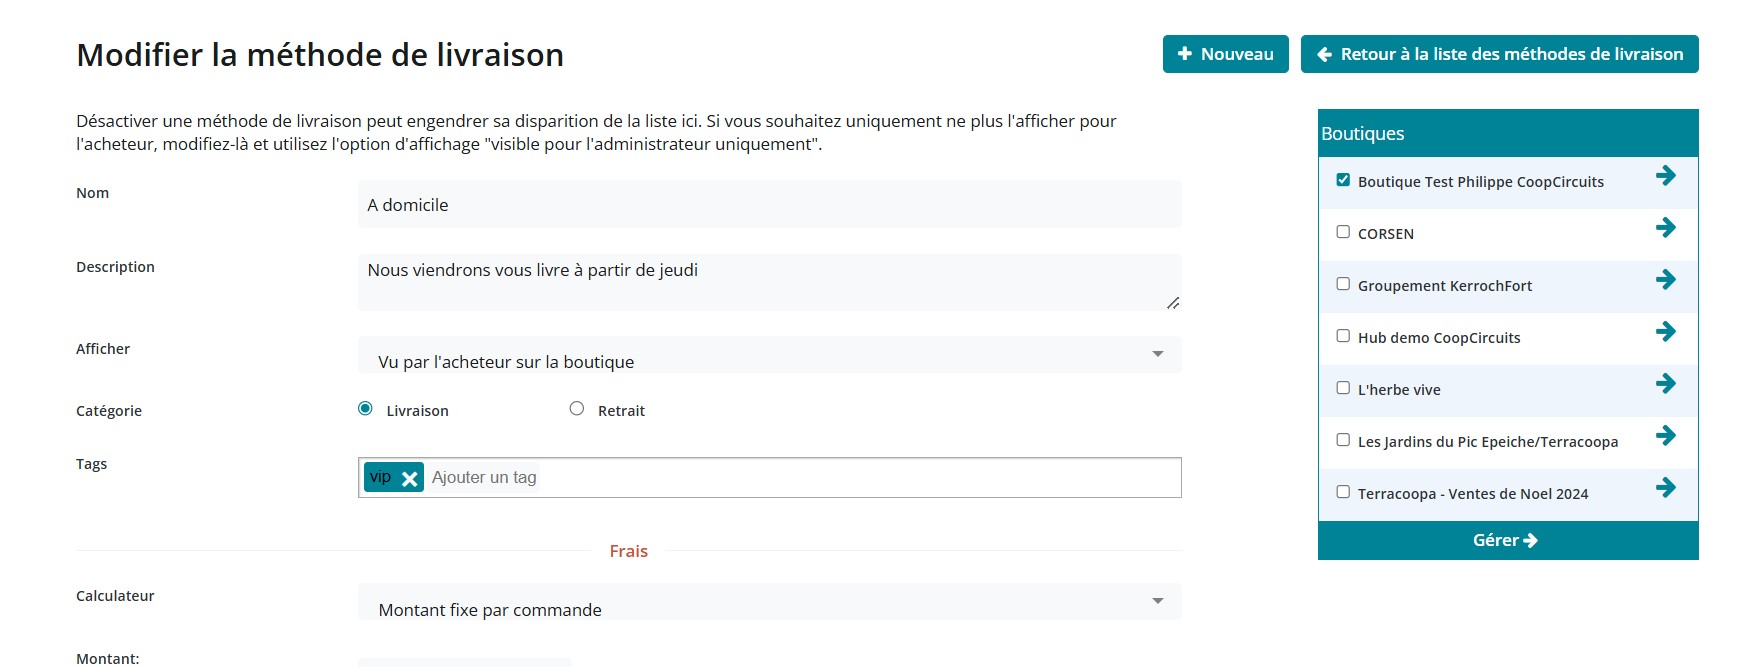 Modifier la méthode de livraison
Nouveau
Retour à la liste des méthodes de livraison
Désactiver une méthode de livraison peut engendrer sa disparition de la liste ici. Si vous souhaitez uniquement ne plus l'afficher pour
l'acheteur, modifiez-là et utilisez l'option d'affichage "visible pour l'administrateur uniquement".
Nom
A domicile
Description
Nous viendrons vous livre à partir de jeudi
Afficher
Vu par l'acheteur sur la boutique
Catégorie
Livraison
Retrait
Tags
vip
Ajouter un tag
Frais
Calculateur
Montant fixe par commande
Montant:
Boutiques
Boutique Test Philippe CoopCircuits
CORSEN
Groupement KerrochFort
Hub demo CoopCircuits
L'herbe vive
Les Jardins du Pic Epeiche/Terracoopa
Terracoopa - Ventes de Noel 2024
Gérer